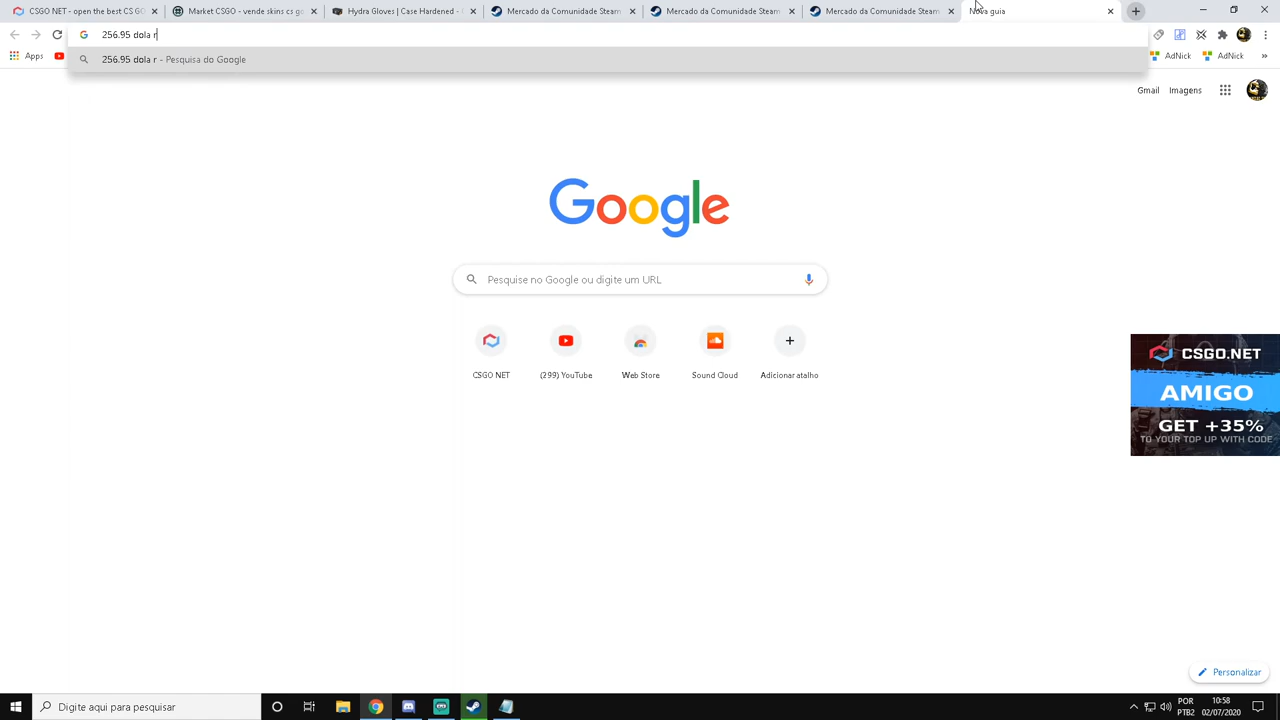 CSGO NET - open the best CS GO
Market CSGO - vende skins cs go
Hydra Gloves | Case Hardened -
Mercado da Comunidade Steam
Mercado da Comunidade Steam
Mercado da Comunidade Steam
Nova guia
256.95 dola r
Apps
256.95 dola r - Pesquisa do Google
AdNick
AdNick
Gmail
Imagens
Google
Pesquise no Google ou digite um URL
CSGO NET
(299) YouTube
Web Store
Sound Cloud
Adicionar atalho
CSGO.NET
AMIGO
GET +35%
TO YOUR TOP UP WITH CODE
Personalizar
Digite aqui para pesquisar
POR
PTB2
10:58
02/07/2020